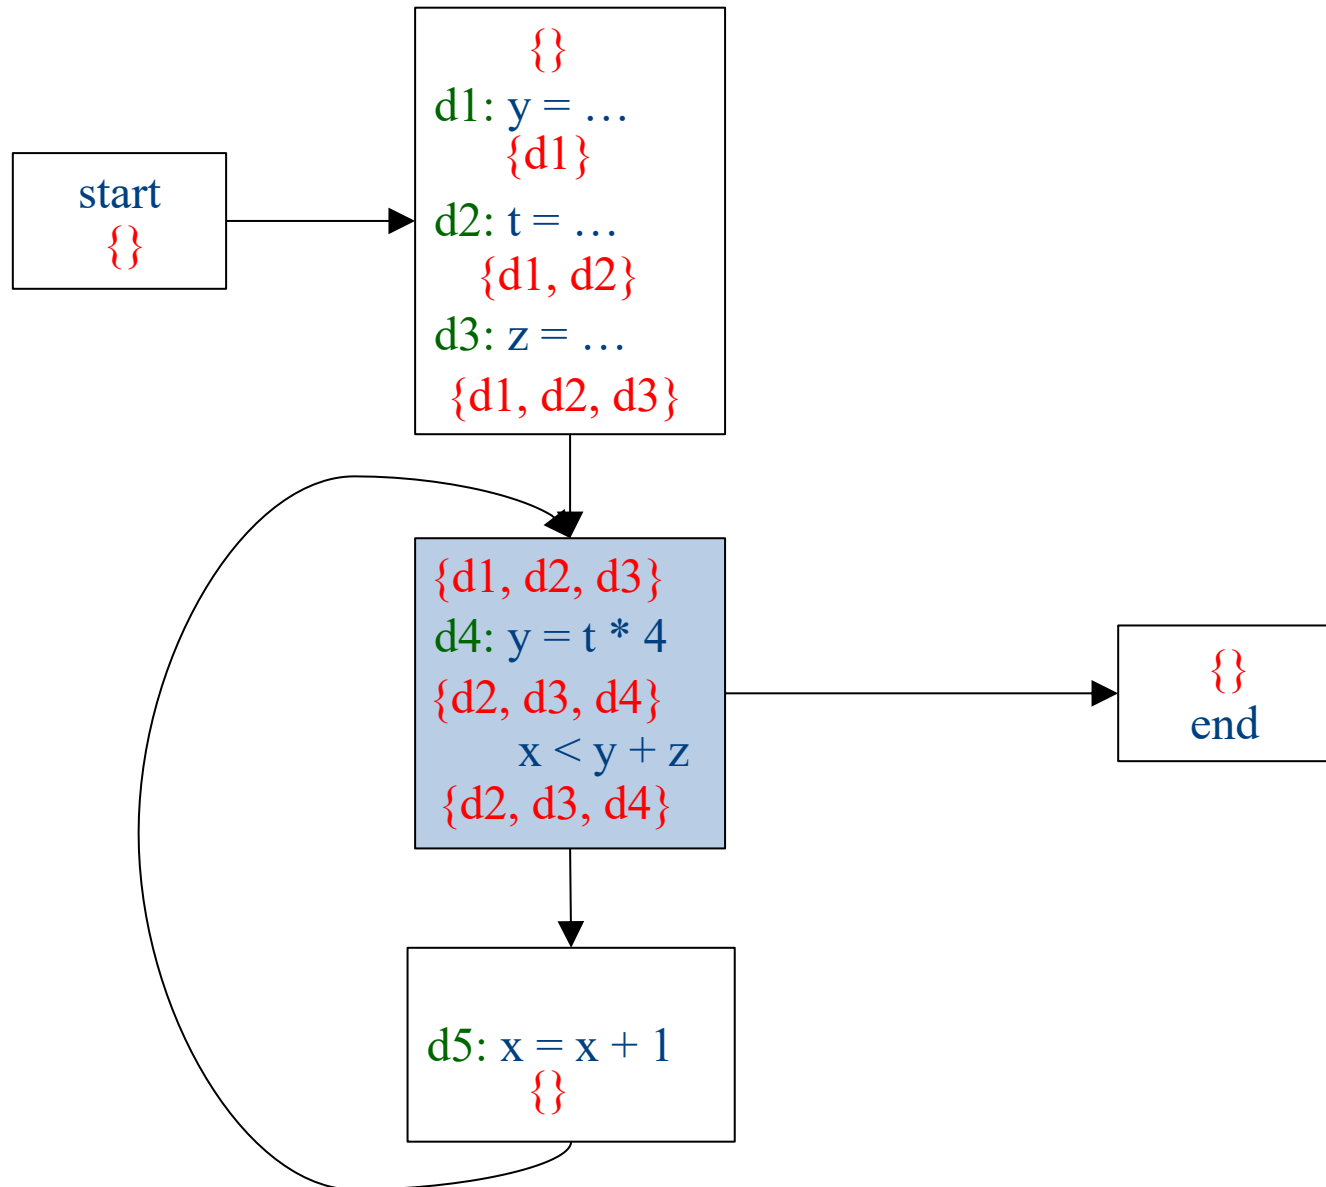 start
{}
{}
d1: y = …
{d1}
d2: t = …
{d1, d2}
d3: z = …
{d1, d2, d3}
{d1, d2, d3}
d4: y = t * 4
{d2, d3, d4}
x < y + z
{d2, d3, d4}
{}
end
d5: x = x + 1
{}